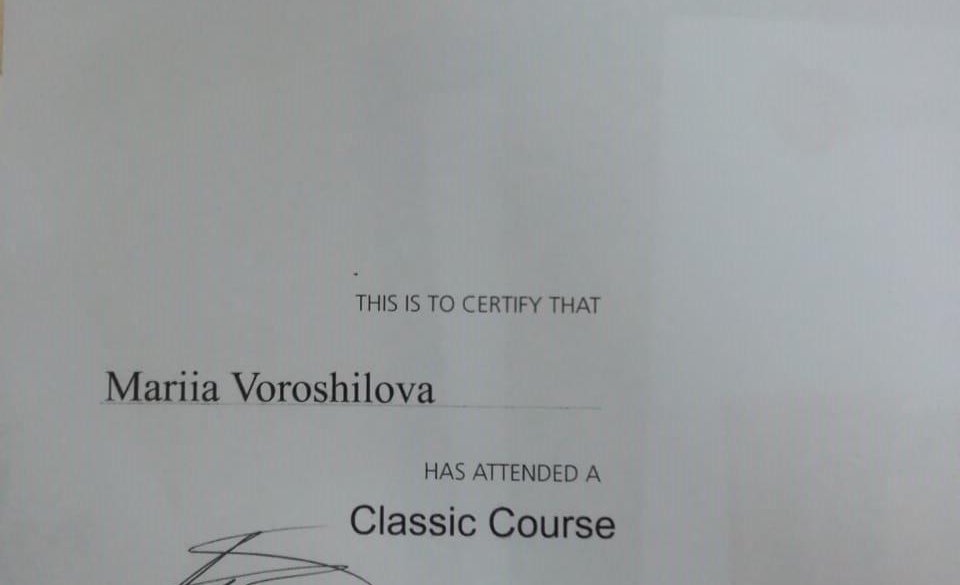 THIS IS TO CERTIFY THAT
Mariia Voroshilova
HAS ATTENDED A
Classic Course